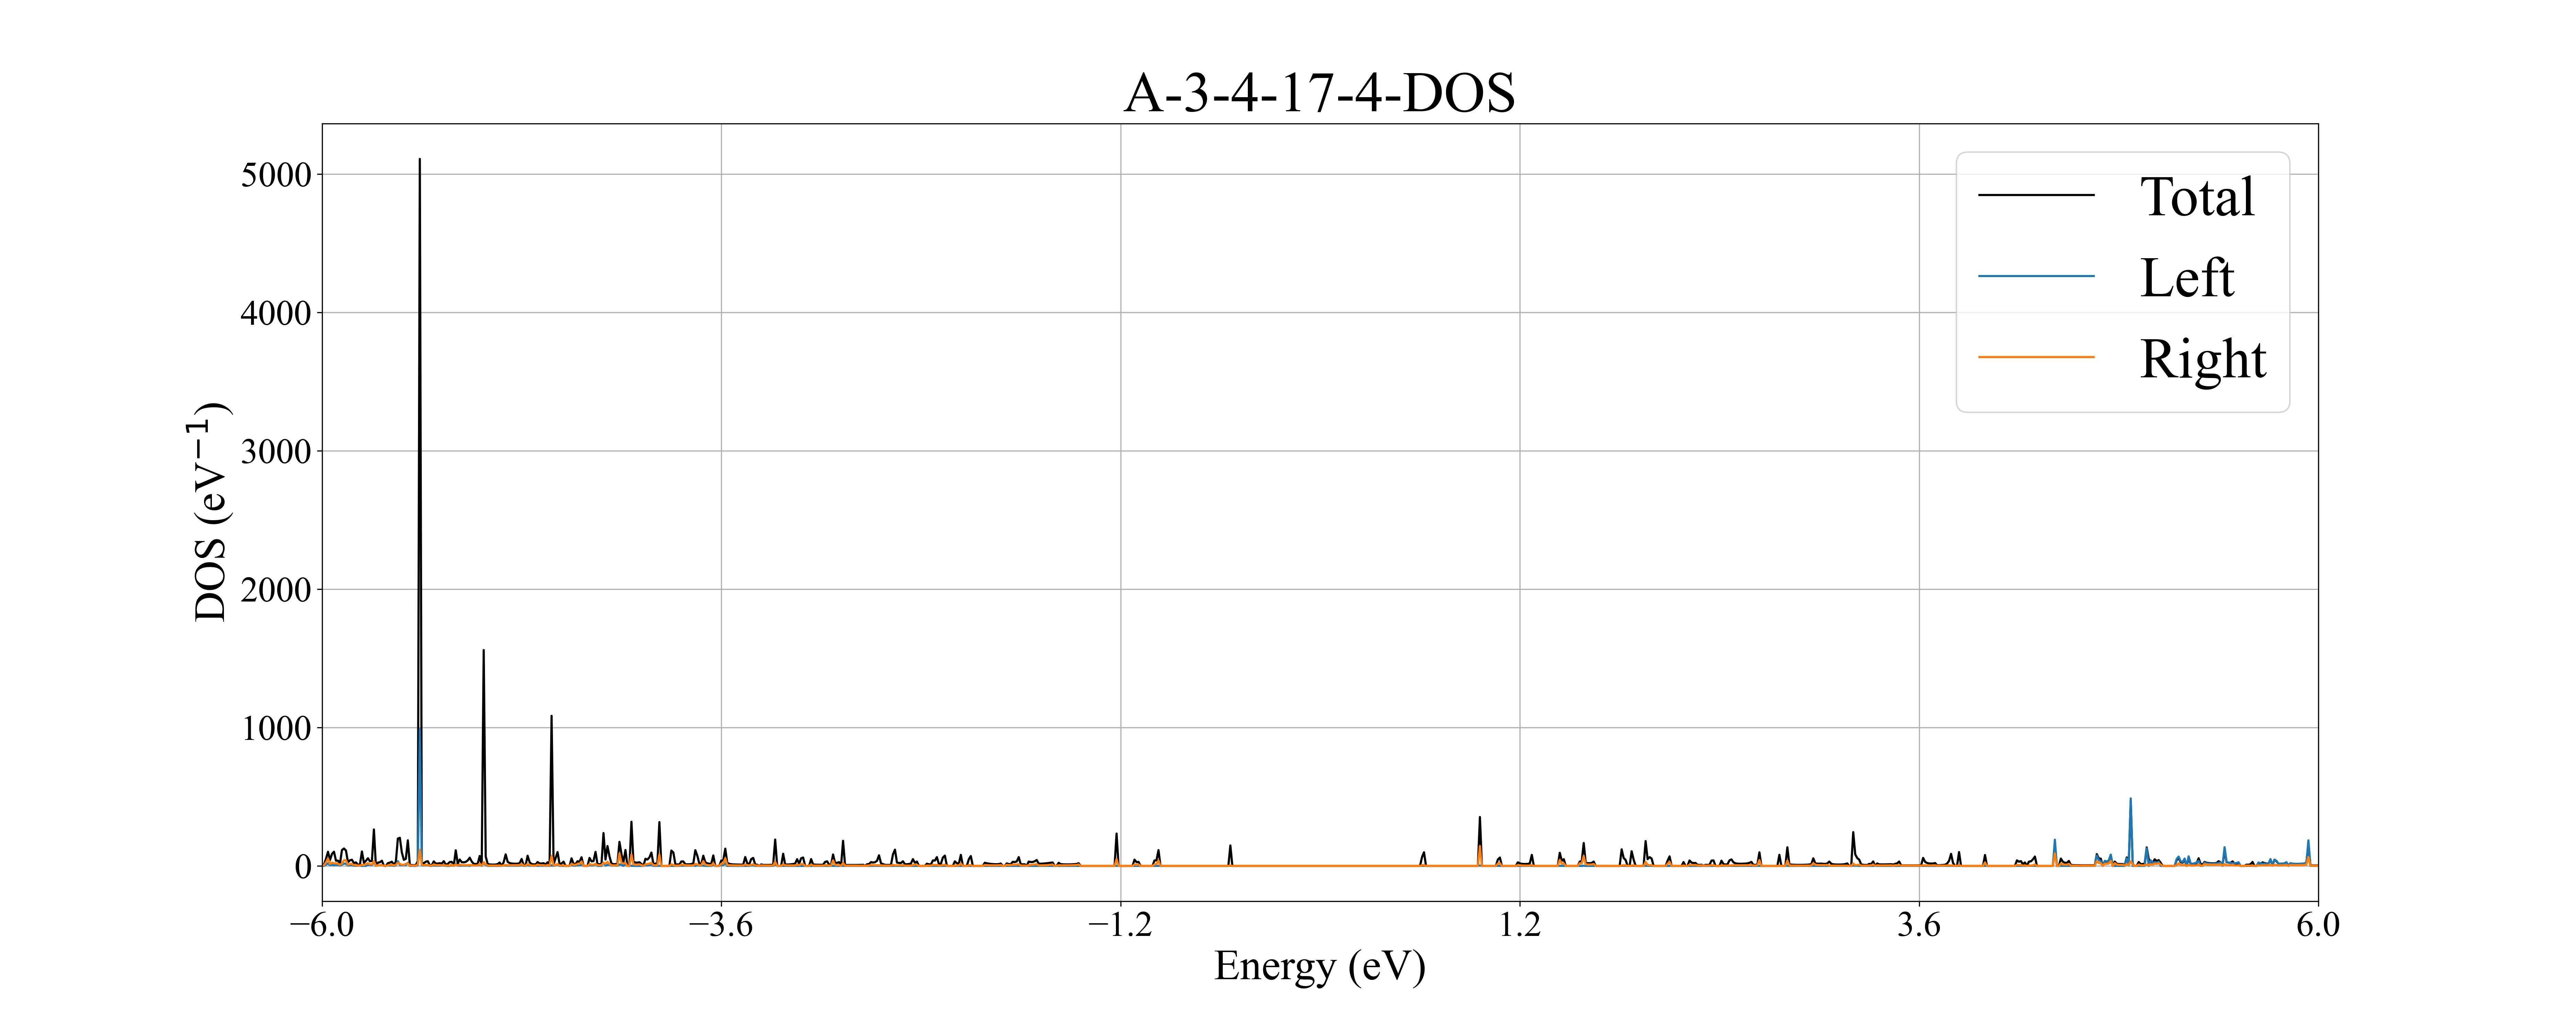 A-3-4-17-4-DOS
5000
4000
3000
2000
1000
0
DOS (eV⁻¹)
Total
Left
Right
−6.0 −3.6 −1.2 1.2 3.6 6.0
Energy (eV)